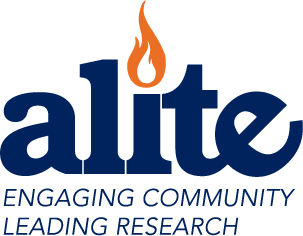 alite
ENGAGING COMMUNITY
LEADING RESEARCH